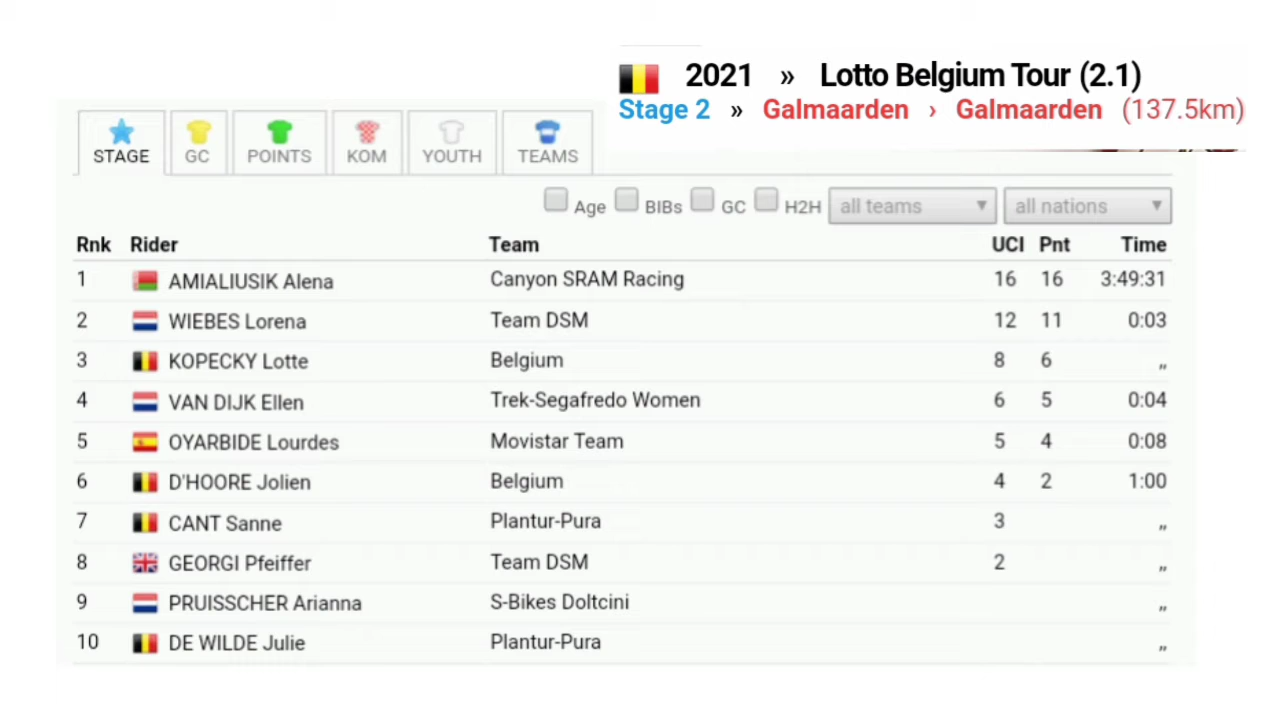 2021 » Lotto Belgium Tour (2.1)
Stage 2 » Galmaarden › Galmaarden (137.5km)
STAGE GC POINTS KOM YOUTH TEAMS
Age BIBs GC H2H all teams ▼ all nations ▼
Rnk Rider Team UCI Pnt Time
1 AMIALIUSIK Alena Canyon SRAM Racing 16 16 3:49:31
2 WIEBES Lorena Team DSM 12 11 0:03
3 KOPECKY Lotte Belgium 8 6 ,,
4 VAN DIJK Ellen Trek-Segafredo Women 6 5 0:04
5 OYARBIDE Lourdes Movistar Team 5 4 0:08
6 D'HOORE Jolien Belgium 4 2 1:00
7 CANT Sanne Plantur-Pura 3 ,,
8 GEORGI Pfeiffer Team DSM 2 ,,
9 PRUISSCHER Arianna S-Bikes Doltcini ,,
10 DE WILDE Julie Plantur-Pura ,,